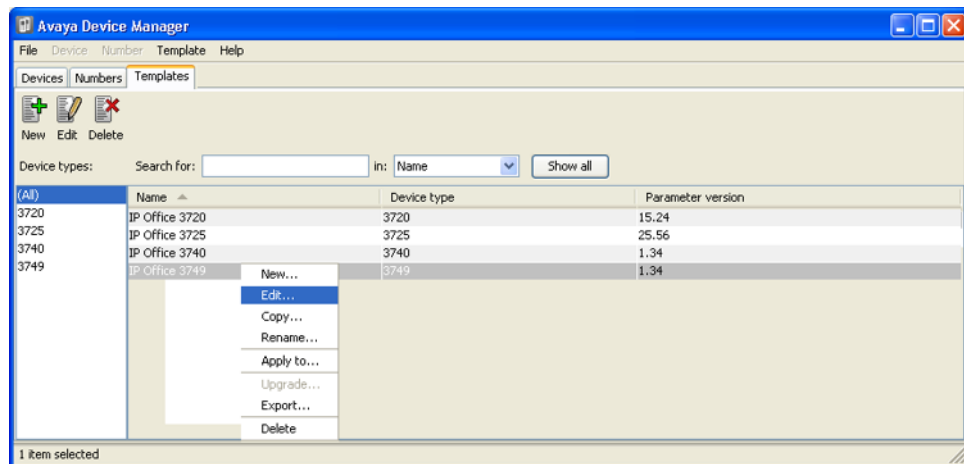 Avaya Device Manager
File Device Number Template Help
Devices Numbers Templates
New Edit Delete
Device types: Search for: in: Name Show all
(All) Name Device type Parameter version
3720 IP Office 3720 3720 15.24
3725 IP Office 3725 3725 25.56
3740 IP Office 3740 3740 1.34
3749 IP Office 3749 3749 1.34
New...
Edit...
Copy...
Rename...
Apply to...
Upgrade...
Export...
Delete
1 item selected